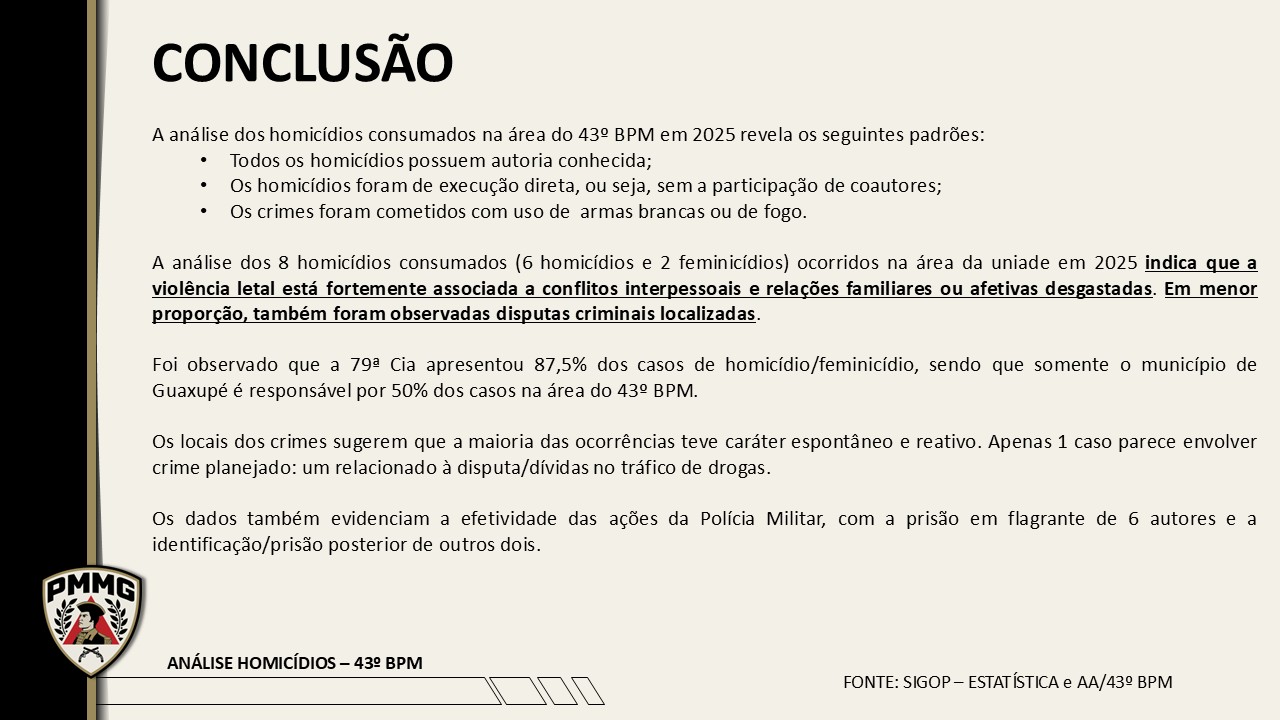 CONCLUSÃO
A análise dos homicídios consumados na área do 43º BPM em 2025 revela os seguintes padrões:
• Todos os homicídios possuem autoria conhecida;
• Os homicídios foram de execução direta, ou seja, sem a participação de coautores;
• Os crimes foram cometidos com uso de  armas brancas ou de fogo.
A análise dos 8 homicídios consumados (6 homicídios e 2 feminicídios) ocorridos na área da uniade em 2025 indica que a
violência letal está fortemente associada a conflitos interpessoais e relações familiares ou afetivas desgastadas. Em menor
proporção, também foram observadas disputas criminais localizadas.
Foi observado que a 79ª Cia apresentou 87,5% dos casos de homicídio/feminicídio, sendo que somente o município de
Guaxupé é responsável por 50% dos casos na área do 43º BPM.
Os locais dos crimes sugerem que a maioria das ocorrências teve caráter espontâneo e reativo. Apenas 1 caso parece envolver
crime planejado: um relacionado à disputa/dívidas no tráfico de drogas.
Os dados também evidenciam a efetividade das ações da Polícia Militar, com a prisão em flagrante de 6 autores e a
identificação/prisão posterior de outros dois.
PMMG
ANÁLISE HOMICÍDIOS – 43º BPM
FONTE: SIGOP – ESTATÍSTICA e AA/43º BPM